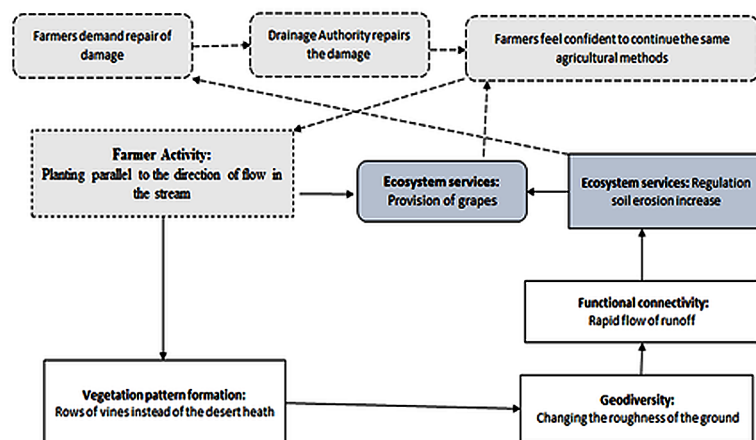 Farmers demand repair of
damage
Drainage Authority repairs
the damage
Farmers feel confident to continue the same
agricultural methods
Farmer Activity:
Planting parallel to the direction of flow in
the stream
Ecosystem services:
Provision of grapes
Ecosystem services: Regulation
soil erosion increase
Functional connectivity:
Rapid flow of runoff
Vegetation pattern formation:
Rows of vines instead of the desert heath
Geodiversity:
Changing the roughness of the ground